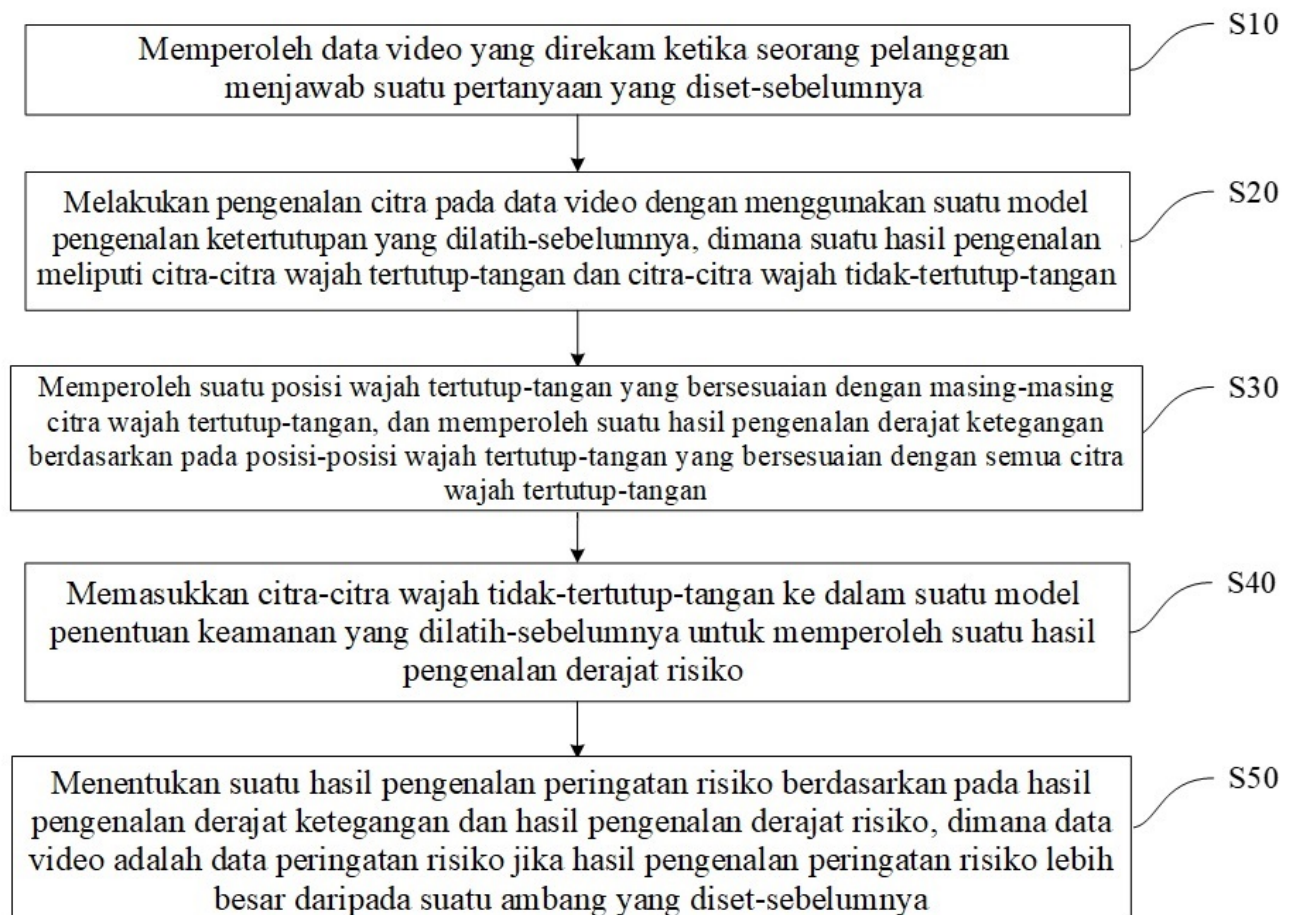 S10
Memperoleh data video yang direkam ketika seorang pelanggan
menjawab suatu pertanyaan yang diset-sebelumnya
S20
Melakukan pengenalan citra pada data video dengan menggunakan suatu model
pengenalan ketertutupan yang dilatih-sebelumnya, dimana suatu hasil pengenalan
meliputi citra-citra wajah tertutup-tangan dan citra-citra wajah tidak-tertutup-tangan
S30
Memperoleh suatu posisi wajah tertutup-tangan yang bersesuaian dengan masing-masing
citra wajah tertutup-tangan, dan memperoleh suatu hasil pengenalan derajat ketegangan
berdasarkan pada posisi-posisi wajah tertutup-tangan yang bersesuaian dengan semua citra
wajah tertutup-tangan
S40
Memasukkan citra-citra wajah tidak-tertutup-tangan ke dalam suatu model
penentuan keamanan yang dilatih-sebelumnya untuk memperoleh suatu hasil
pengenalan derajat risiko
S50
Menentukan suatu hasil pengenalan peringatan risiko berdasarkan pada hasil
pengenalan derajat ketegangan dan hasil pengenalan derajat risiko, dimana data
video adalah data peringatan risiko jika hasil pengenalan peringatan risiko lebih
besar daripada suatu ambang yang diset-sebelumnya